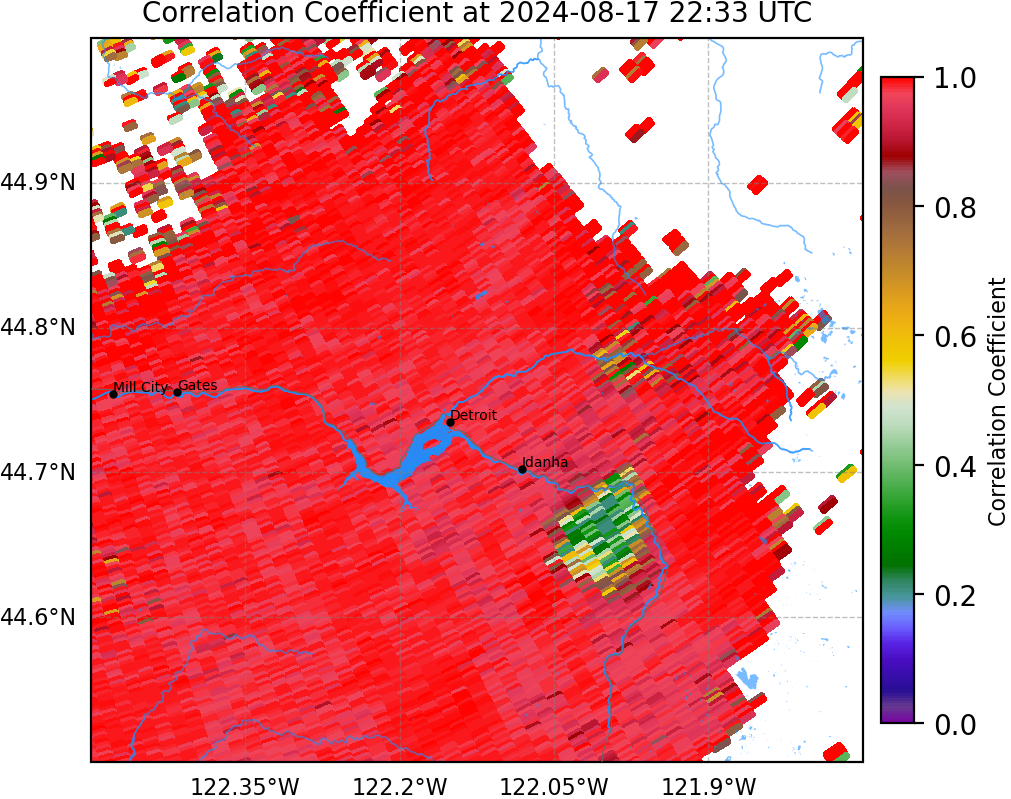 Correlation Coefficient at 2024-08-17 22:33 UTC
1.0
44.9°N
0.8
44.8°N
0.6
Mill City
Gates
Detroit
44.7°N
Idanha
0.4
Correlation Coefficient
44.6°N
0.2
0.0
122.35°W
122.2°W
122.05°W
121.9°W